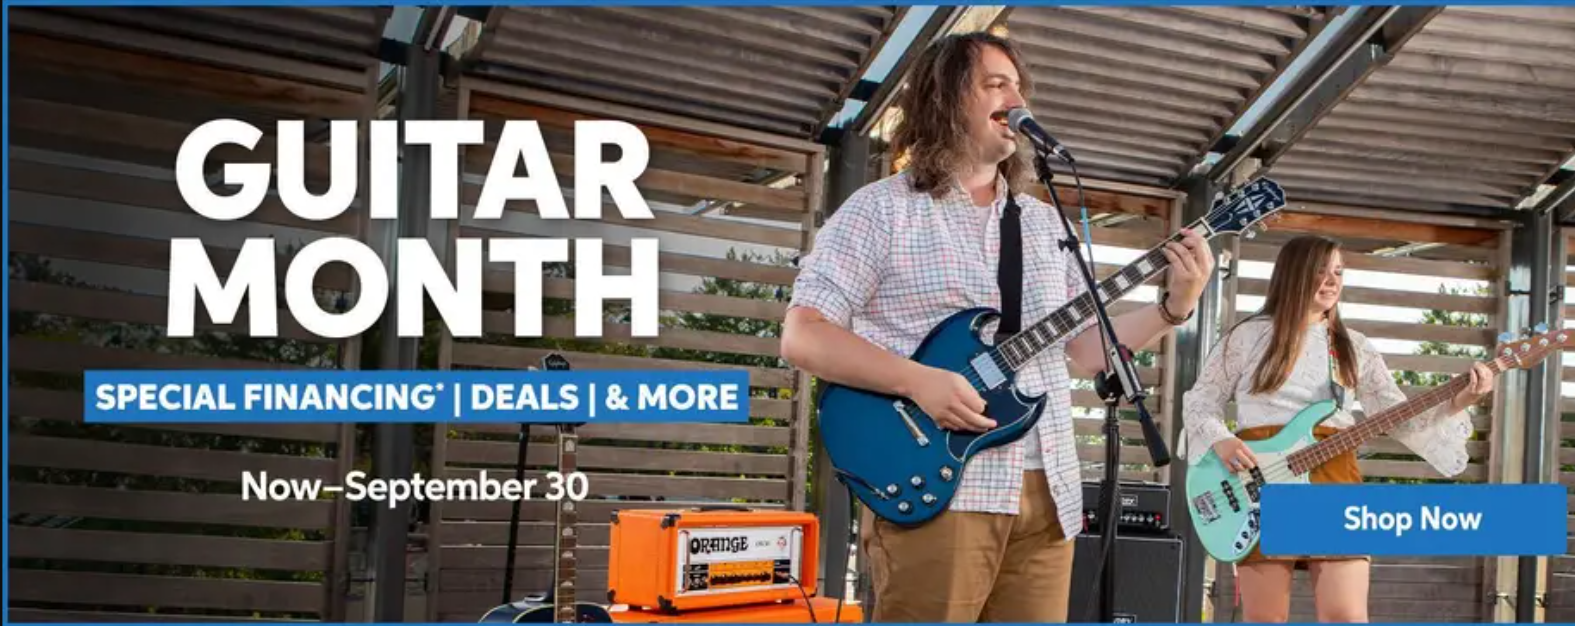 GUITAR
MONTH
SPECIAL FINANCING* | DEALS | & MORE
Now–September 30
ORANGE
Shop Now